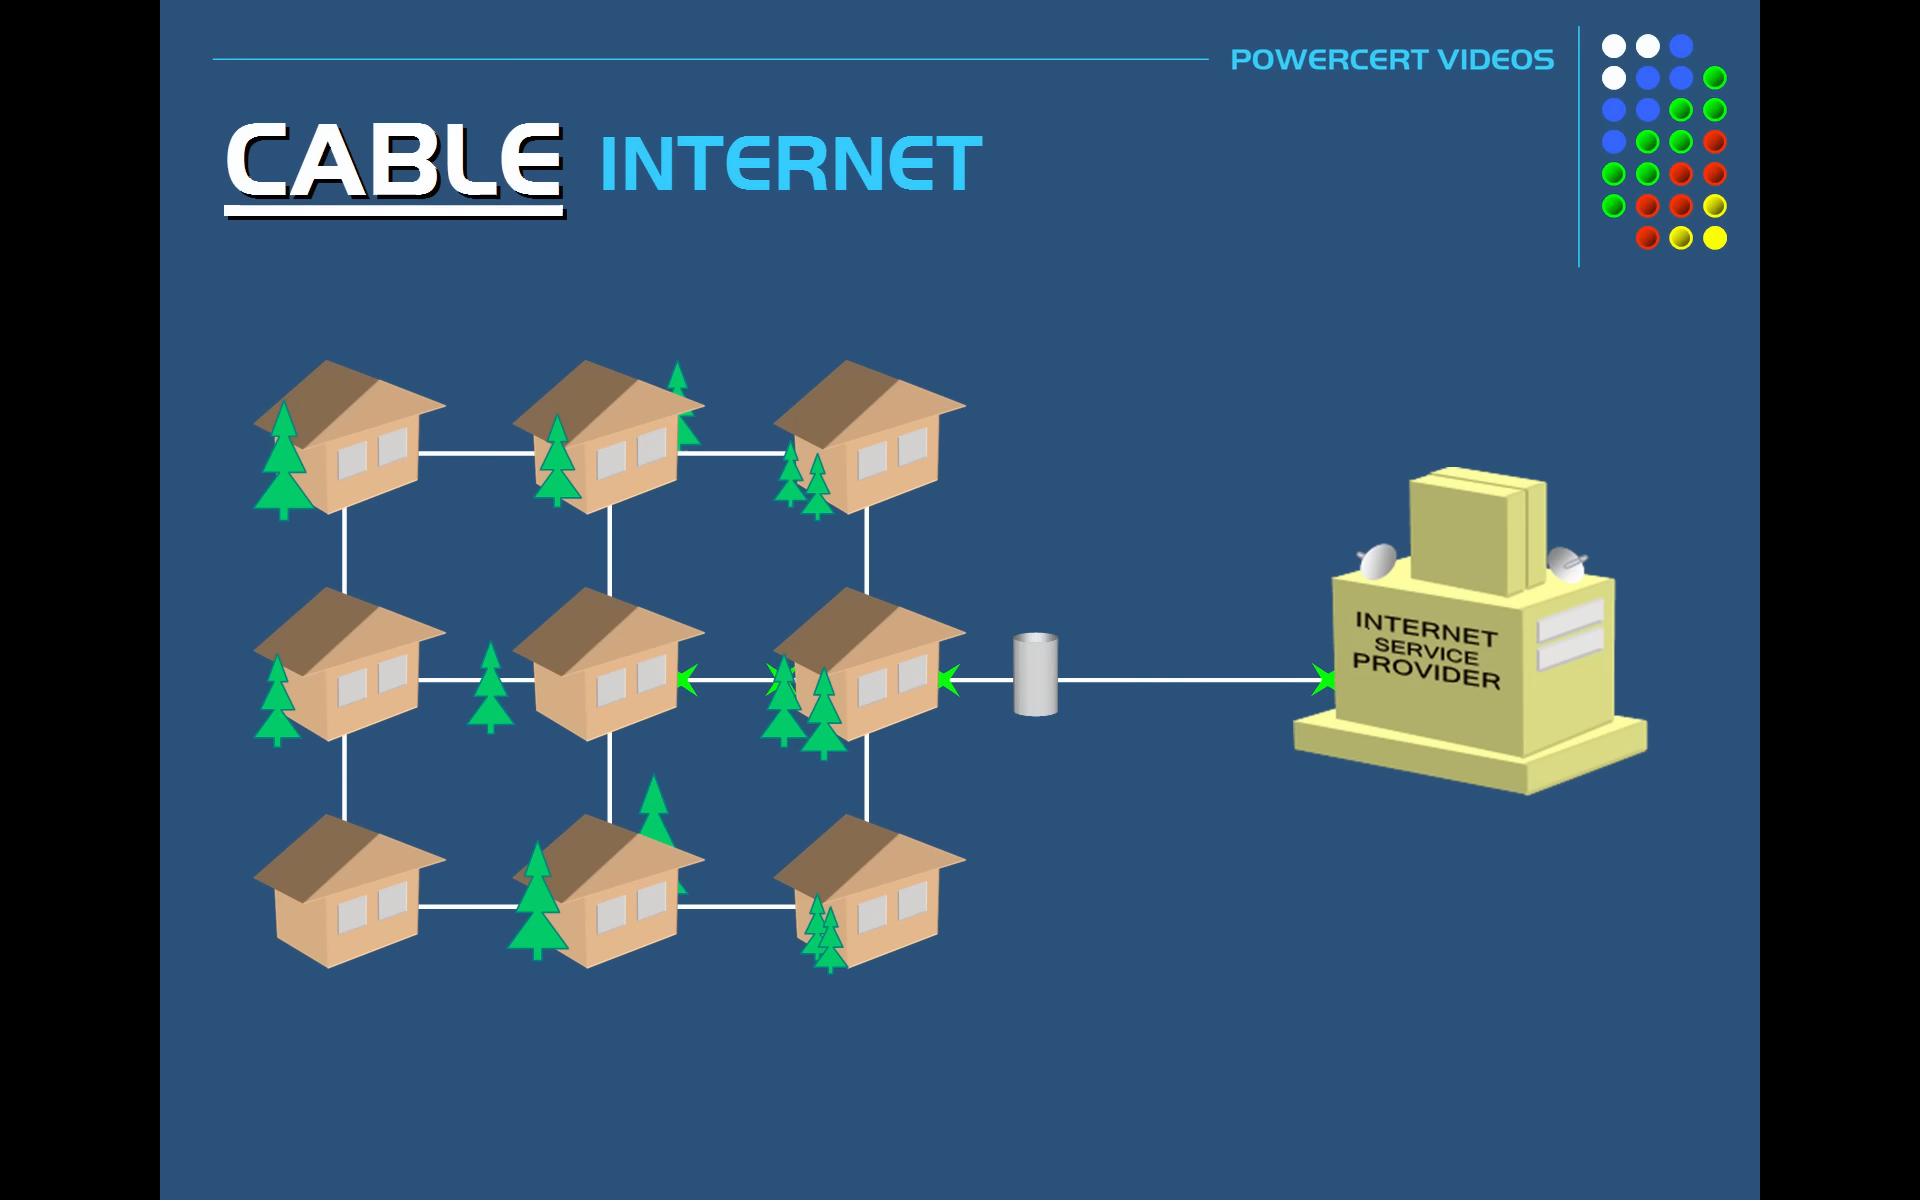 POWERCERT VIDEOS
CABLE INTERNET
INTERNET
SERVICE
PROVIDER